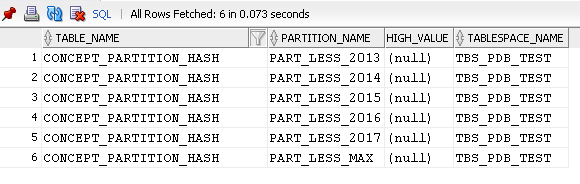 SQL | All Rows Fetched: 6 in 0.073 seconds
TABLE_NAME PARTITION_NAME HIGH_VALUE TABLESPACE_NAME
1 CONCEPT_PARTITION_HASH PART_LESS_2013 (null) TBS_PDB_TEST
2 CONCEPT_PARTITION_HASH PART_LESS_2014 (null) TBS_PDB_TEST
3 CONCEPT_PARTITION_HASH PART_LESS_2015 (null) TBS_PDB_TEST
4 CONCEPT_PARTITION_HASH PART_LESS_2016 (null) TBS_PDB_TEST
5 CONCEPT_PARTITION_HASH PART_LESS_2017 (null) TBS_PDB_TEST
6 CONCEPT_PARTITION_HASH PART_LESS_MAX (null) TBS_PDB_TEST